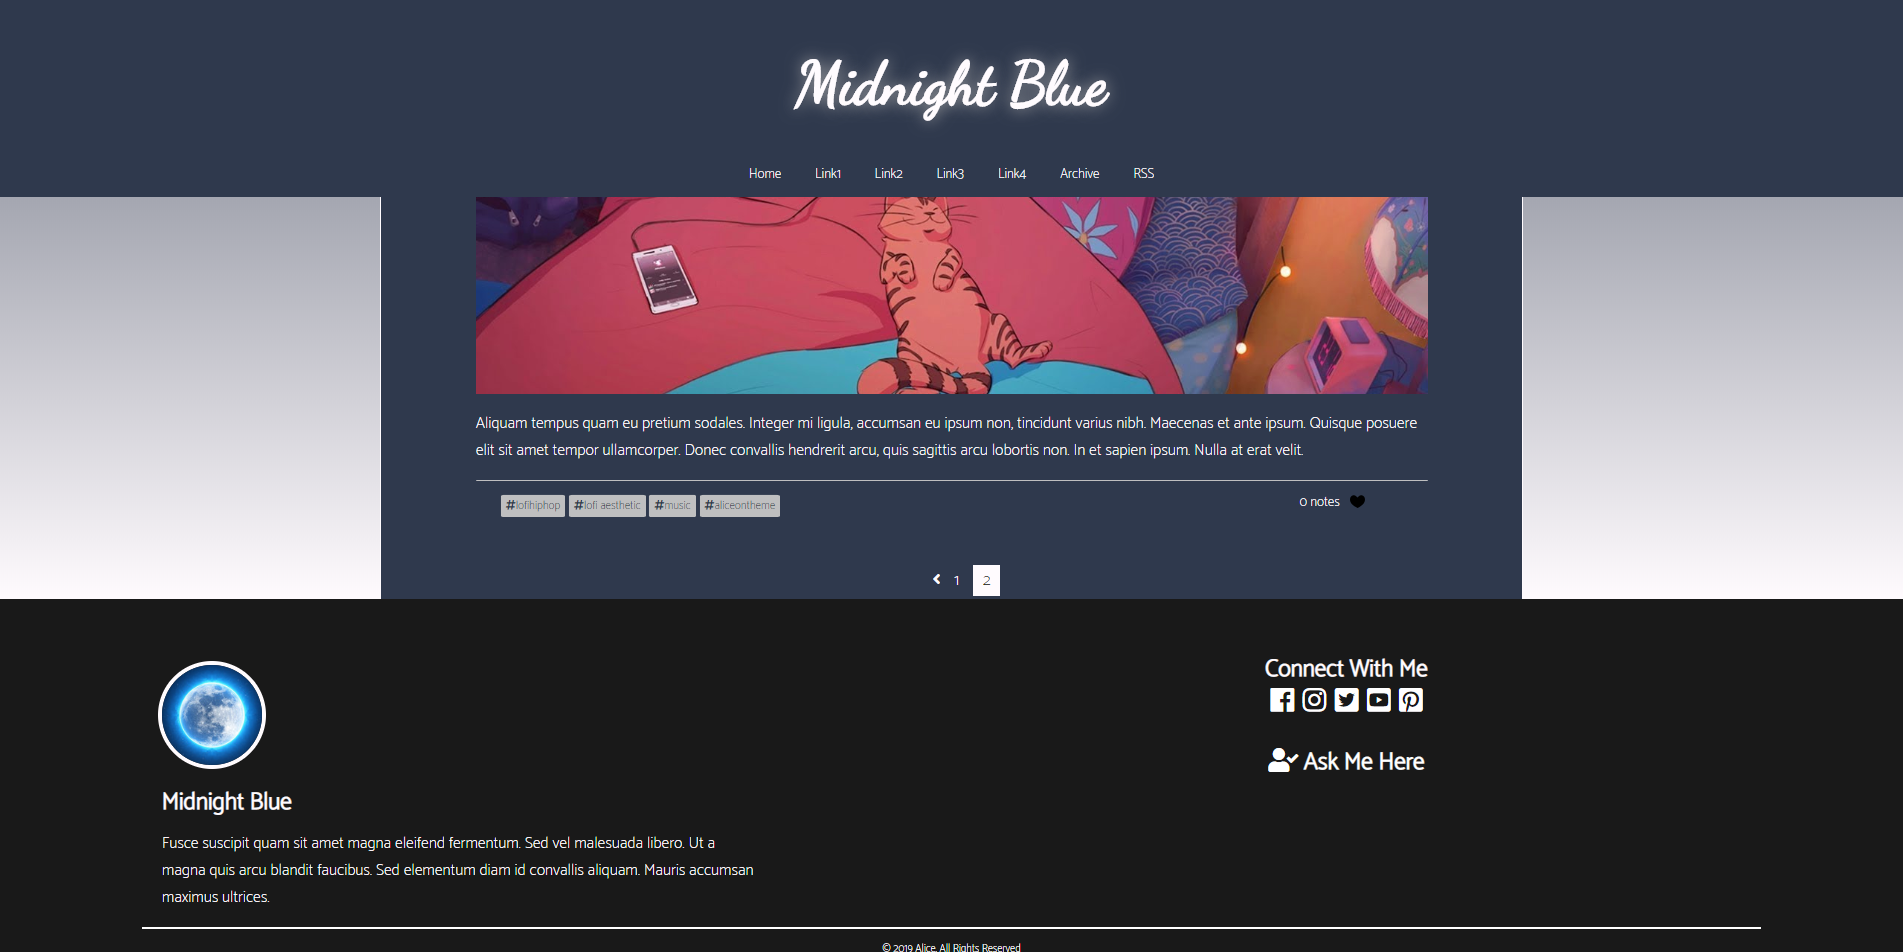 Midnight Blue
Home Link1 Link2 Link3 Link4 Archive RSS
Aliquam tempus quam eu pretium sodales. Integer mi ligula, accumsan eu ipsum non, tincidunt varius nibh. Maecenas et ante ipsum. Quisque posuere
elit sit amet tempor ullamcorper. Donec convallis hendrerit arcu, quis sagittis arcu lobortis non. In et sapien ipsum. Nulla at erat velit.
#lofihiphop #lofi aesthetic #music #aliceontheme 0 notes
1 2
Connect With Me
Ask Me Here
Midnight Blue
Fusce suscipit quam sit amet magna eleifend fermentum. Sed vel malesuada libero. Ut a
magna quis arcu blandit faucibus. Sed elementum diam id convallis aliquam. Mauris accumsan
maximus ultrices.
© 2019 Alice. All Rights Reserved